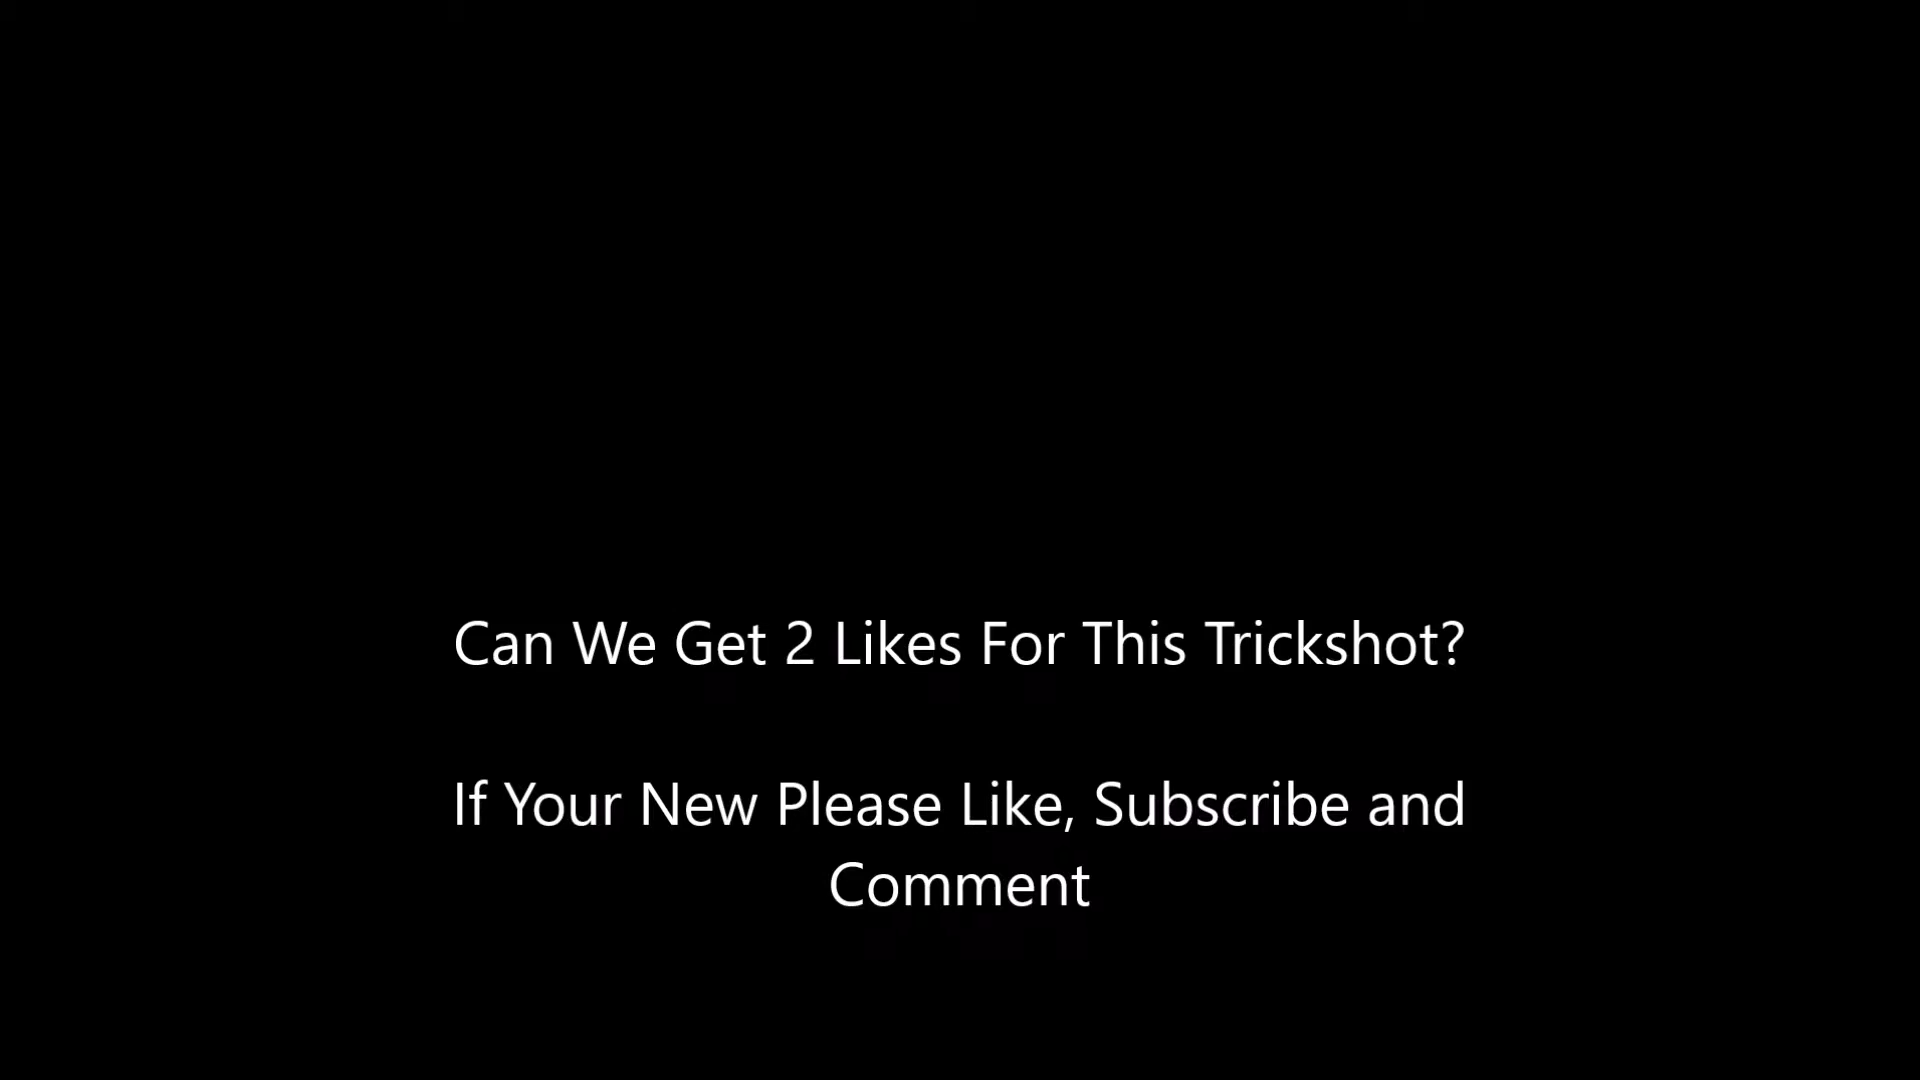 Can We Get 2 Likes For This Trickshot?
If Your New Please Like, Subscribe and
Comment